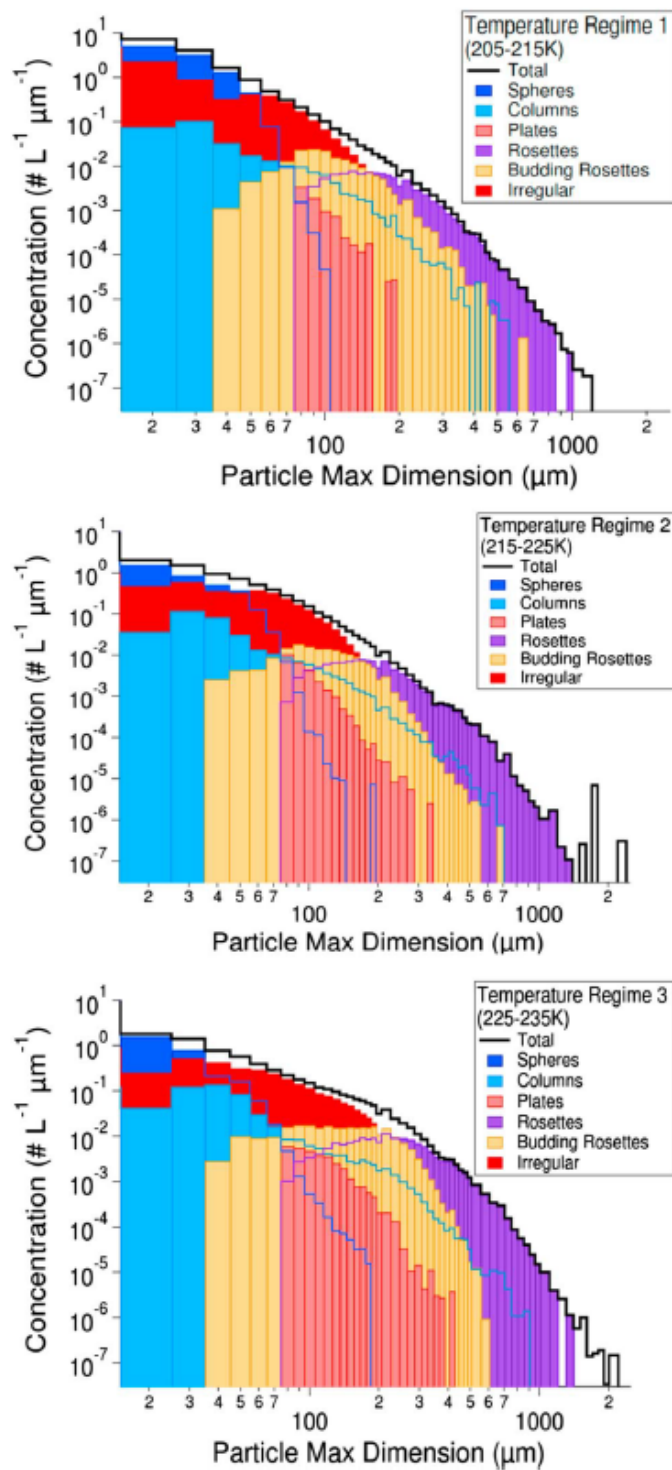 Temperature Regime 1
(205-215K)
Total
Spheres
Columns
Plates
Rosettes
Budding Rosettes
Irregular
Concentration (# L⁻¹ µm⁻¹)
10¹
10⁰
10⁻¹
10⁻²
10⁻³
10⁻⁴
10⁻⁵
10⁻⁶
10⁻⁷
2 3 4 5 6 7 2 3 4 5 6 7 2
100 1000
Particle Max Dimension (µm)
Temperature Regime 2
(215-225K)
Total
Spheres
Columns
Plates
Rosettes
Budding Rosettes
Irregular
Concentration (# L⁻¹ µm⁻¹)
10¹
10⁰
10⁻¹
10⁻²
10⁻³
10⁻⁴
10⁻⁵
10⁻⁶
10⁻⁷
2 3 4 5 6 7 2 3 4 5 6 7 2
100 1000
Particle Max Dimension (µm)
Temperature Regime 3
(225-235K)
Total
Spheres
Columns
Plates
Rosettes
Budding Rosettes
Irregular
Concentration (# L⁻¹ µm⁻¹)
10¹
10⁰
10⁻¹
10⁻²
10⁻³
10⁻⁴
10⁻⁵
10⁻⁶
10⁻⁷
2 3 4 5 6 7 2 3 4 5 6 7 2
100 1000
Particle Max Dimension (µm)